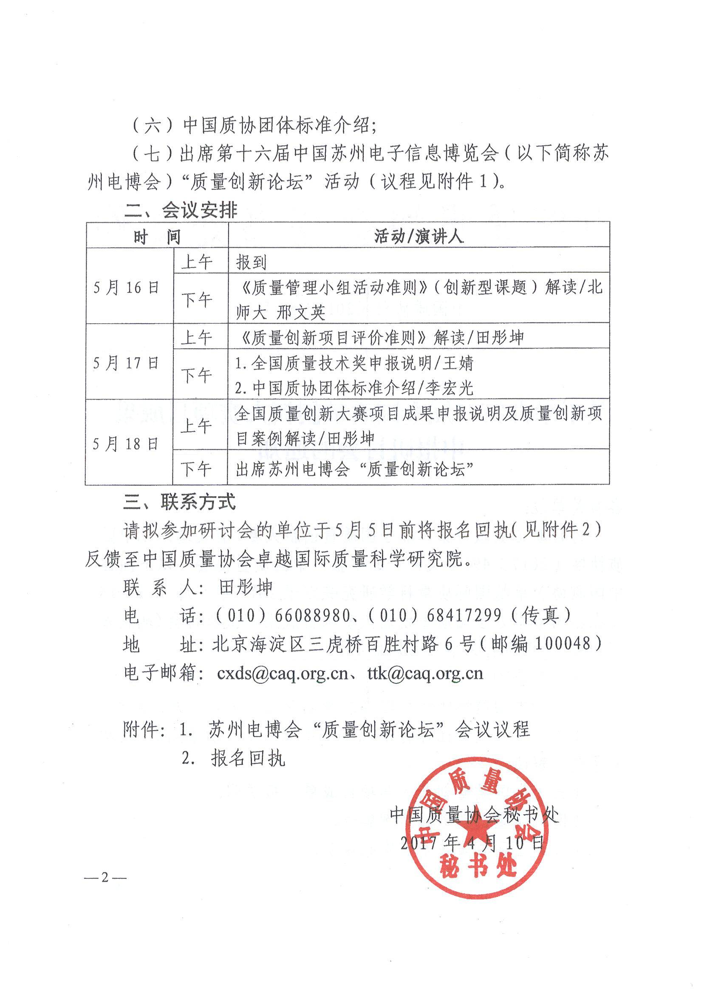 （六）中国质协团体标准介绍；
（七）出席第十六届中国苏州电子信息博览会（以下简称苏
州电博会）“质量创新论坛”活动（议程见附件1）。
二、会议安排
时 间 活动/演讲人
5月16日 上午 报到
下午 《质量管理小组活动准则》（创新型课题）解读/北
师大 邢文英
5月17日 上午 《质量创新项目评价准则》解读/田彤坤
下午 1.全国质量技术奖申报说明/王婧
2.中国质协团体标准介绍/李宏光
5月18日 上午 全国质量创新大赛项目成果申报说明及质量创新项
目案例解读/田彤坤
下午 出席苏州电博会“质量创新论坛”
三、联系方式
请拟参加研讨会的单位于5月5日前将报名回执（见附件2）
反馈至中国质量协会卓越国际质量科学研究院。
联 系 人：田彤坤
电 话：（010）66088980、（010）68417299（传真）
地 址：北京海淀区三虎桥百胜村路6号（邮编100048）
电子邮箱：cxds@caq.org.cn、ttk@caq.org.cn
附件：1. 苏州电博会“质量创新论坛”会议议程
2. 报名回执
中国质量协会
中国质量协会秘书处
2017年4月10日
秘书处
—2—